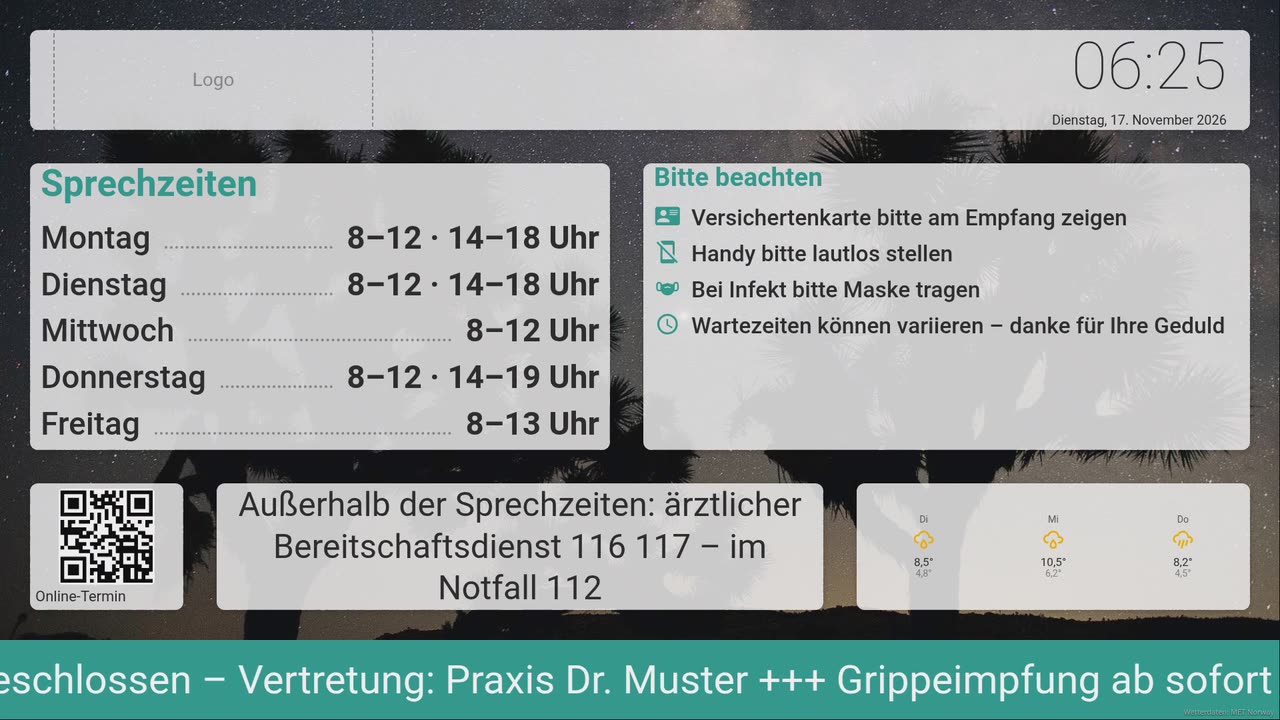 Logo
06:25
Dienstag, 17. November 2026
Sprechzeiten
Montag 8–12 · 14–18 Uhr
Dienstag 8–12 · 14–18 Uhr
Mittwoch 8–12 Uhr
Donnerstag 8–12 · 14–19 Uhr
Freitag 8–13 Uhr
Bitte beachten
Versichertenkarte bitte am Empfang zeigen
Handy bitte lautlos stellen
Bei Infekt bitte Maske tragen
Wartezeiten können variieren – danke für Ihre Geduld
Online-Termin
Außerhalb der Sprechzeiten: ärztlicher
Bereitschaftsdienst 116 117 – im
Notfall 112
Di Mi Do
8,5° 10,5° 8,2°
4,8° 6,2° 4,5°
eschlossen – Vertretung: Praxis Dr. Muster +++ Grippeimpfung ab sofort
Wetterdaten: MET Norway